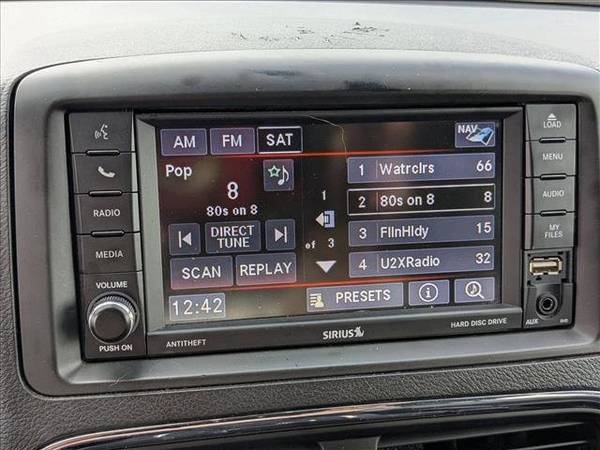 RADIO
MEDIA
VOLUME
PUSH ON
AM
FM
SAT
NAV
Pop
8
80s on 8
DIRECT
TUNE
SCAN
REPLAY
12:42
1
of 3
1 Watrclrs 66
2 80s on 8 8
3 FlInHldy 15
4 U2XRadio 32
PRESETS
ANTITHEFT
SIRIUS
HARD DISC DRIVE
LOAD
MENU
AUDIO
MY
FILES
AUX